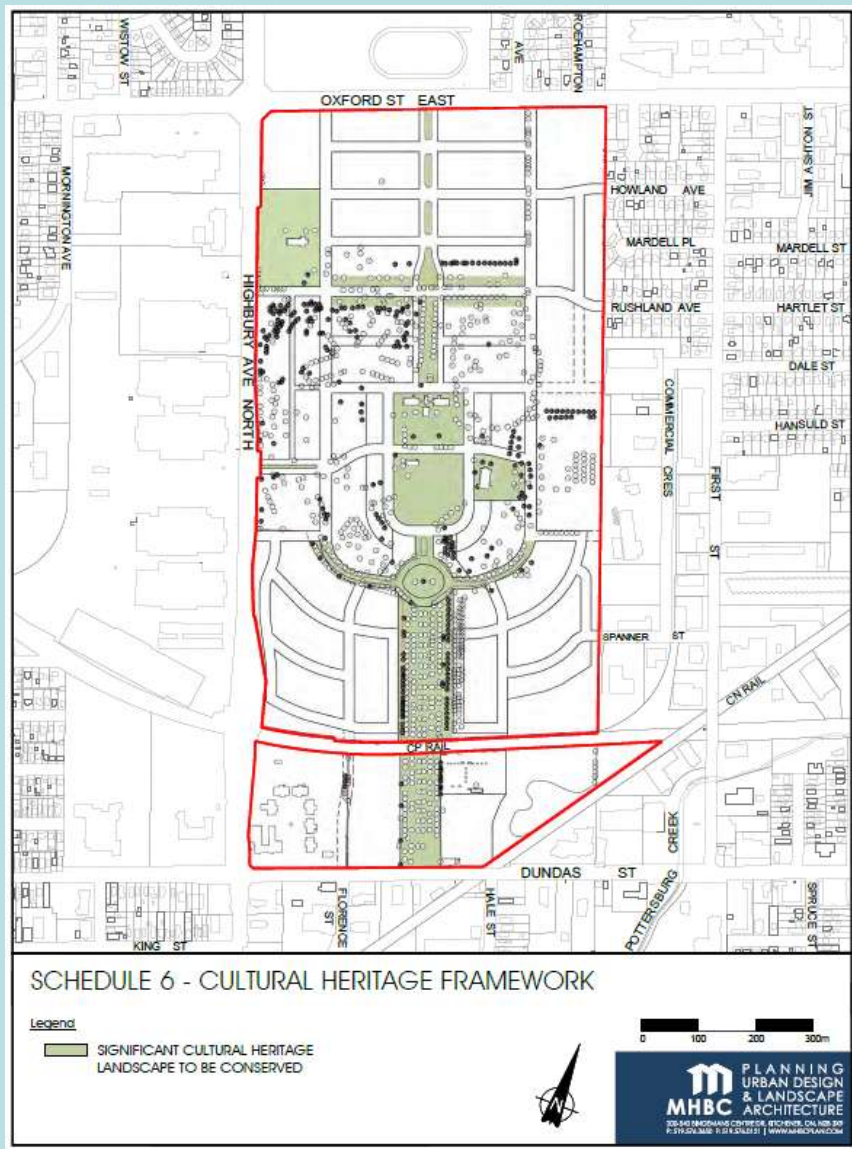 WISTOW ST
AVE
ROEHAMPTON
OXFORD ST EAST
JIM ASHTON ST
MORNINGTON AVE
HOWLAND AVE
MARDELL PL
MARDELL ST
HIGHBURY AVE NORTH
RUSHLAND AVE
HARTLET ST
DALE ST
COMMERCIAL CRES
HANSULD ST
FIRST ST
SPANNER ST
CN RAIL
CP RAIL
DUNDAS ST
POTTERSBURG CREEK
FLORENCE ST
HALE ST
SPRUCE ST
KING ST
SCHEDULE 6 - CULTURAL HERITAGE FRAMEWORK
Legend
SIGNIFICANT CULTURAL HERITAGE
LANDSCAPE TO BE CONSERVED
0 100 200 300m
N
MHBC
PLANNING
URBAN DESIGN
& LANDSCAPE
ARCHITECTURE